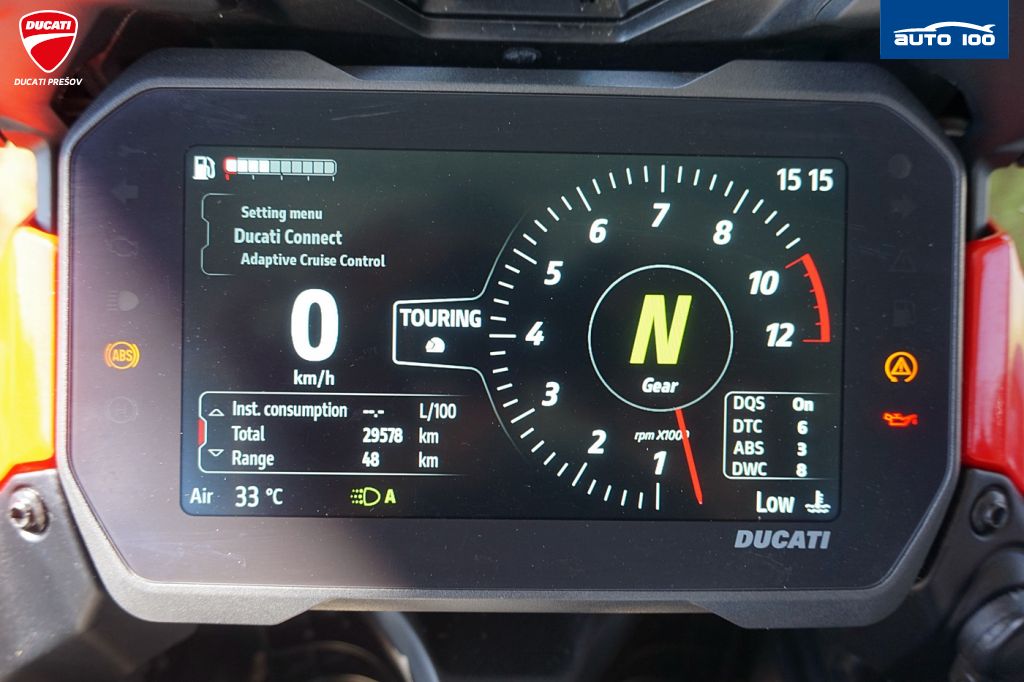 DUCATI
DUCATI PREŠOV
AUTO 100
15 15
Setting menu
Ducati Connect
Adaptive Cruise Control
0
km/h
TOURING
1
2
3
4
5
6
7
8
10
12
N
Gear
rpm X1000
Inst. consumption --.- L/100
Total 29578 km
Range 48 km
DQS On
DTC 6
ABS 3
DWC 8
Air 33 °C
A
Low
ABS
DUCATI